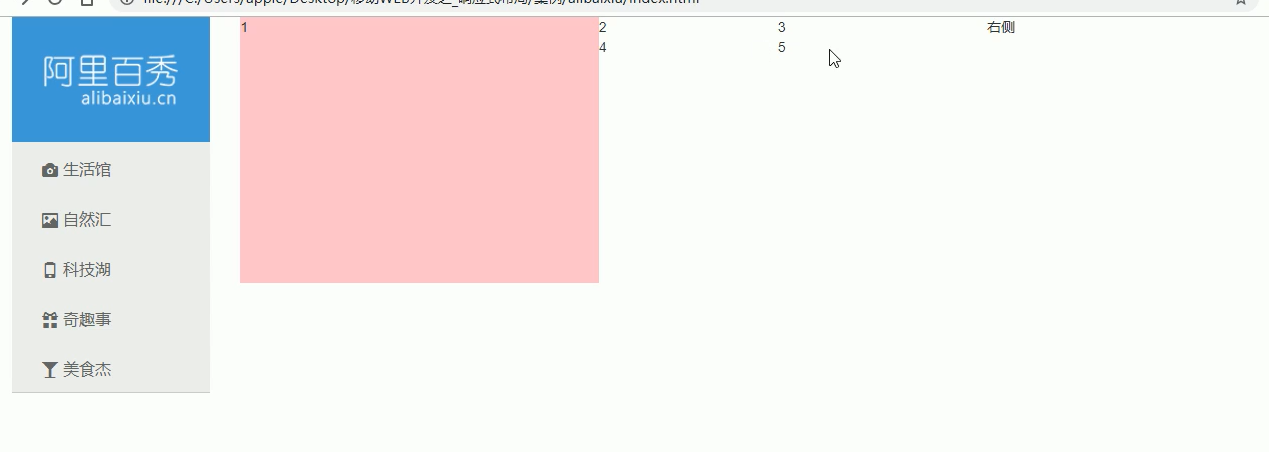 file:///C:/Users/apple/Desktop/移动WEB开发之_响应式布局/案例/alibaixiu/index.html
阿里百秀
alibaixiu.cn
生活馆
自然汇
科技湖
奇趣事
美食杰
1
2
3
4
5
右侧